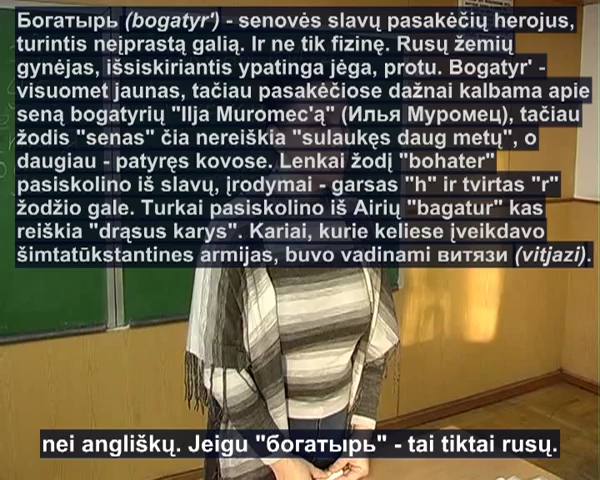 Богатырь (bogatyr') - senovės slavų pasakėčių herojus,
turintis neįprastą galią. Ir ne tik fizinę. Rusų žemių
gynėjas, išsiskiriantis ypatinga jėga, protu. Bogatyr' -
visuomet jaunas, tačiau pasakėčiose dažnai kalbama apie
seną bogatyrių "Ilja Muromec'ą" (Илья Муромец), tačiau
žodis "senas" čia nereiškia "sulaukęs daug metų", o
daugiau - patyręs kovose. Lenkai žodį "bohater"
pasiskolino iš slavų, įrodymai - garsas "h" ir tvirtas "r"
žodžio gale. Turkai pasiskolino iš Airių "bagatur" kas
reiškia "drąsus karys". Kariai, kurie keliese įveikdavo
šimtatūkstantines armijas, buvo vadinami витязи (vitjazi).
nei angliškų. Jeigu "богатырь" - tai tiktai rusų.